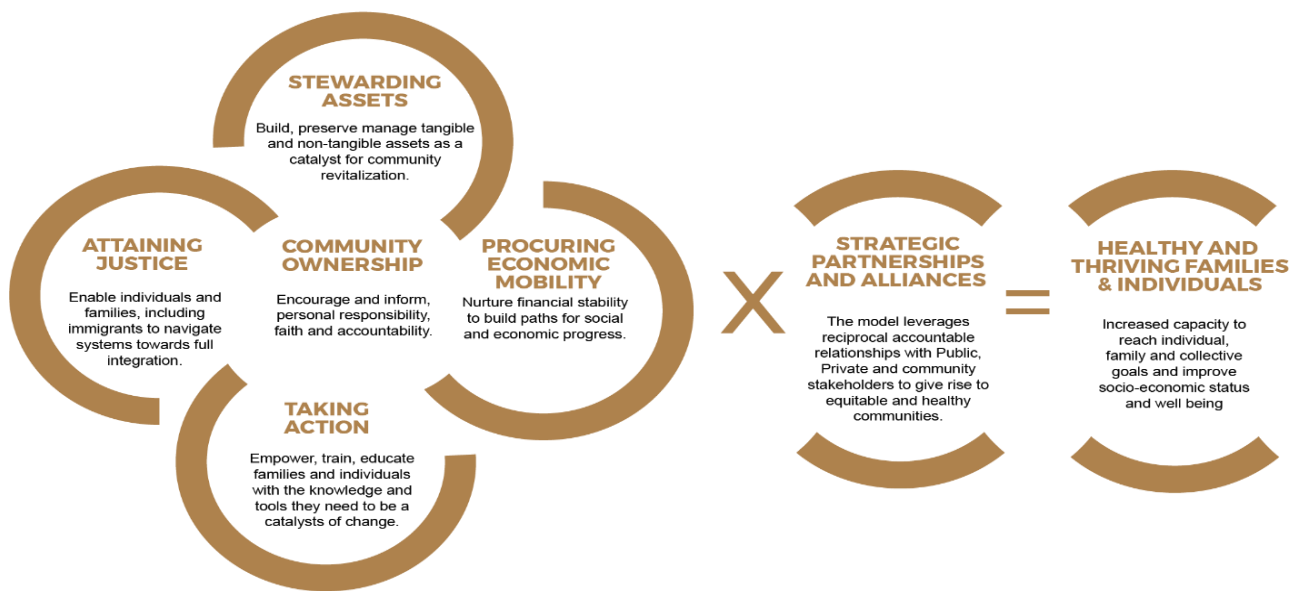 STEWARDING
ASSETS
Build, preserve manage tangible
and non-tangible assets as a
catalyst for community
revitalization.
ATTAINING
JUSTICE
Enable individuals and
families, including
immigrants to navigate
systems towards full
integration.
COMMUNITY
OWNERSHIP
Encourage and inform,
personal responsibility,
faith and accountability.
PROCURING
ECONOMIC
MOBILITY
Nurture financial stability
to build paths for social
and economic progress.
TAKING
ACTION
Empower, train, educate
families and individuals
with the knowledge and
tools they need to be a
catalysts of change.
X
STRATEGIC
PARTNERSHIPS
AND ALLIANCES
The model leverages
reciprocal accountable
relationships with Public,
Private and community
stakeholders to give rise to
equitable and healthy
communities.
=
HEALTHY AND
THRIVING FAMILIES
& INDIVIDUALS
Increased capacity to
reach individual,
family and collective
goals and improve
socio-economic status
and well being